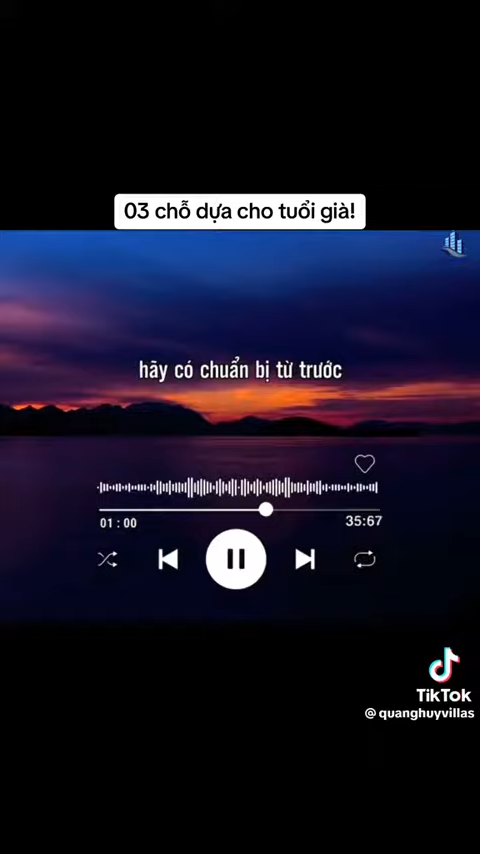 03 chỗ dựa cho tuổi già!
hãy có chuẩn bị từ trước
01 : 00
35:67
TikTok
@ quanghuyvillas